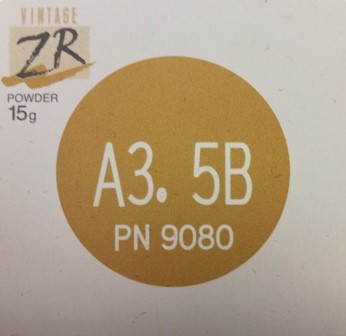 VINTAGE
ZR
POWDER
15g
A3. 5B
PN 9080